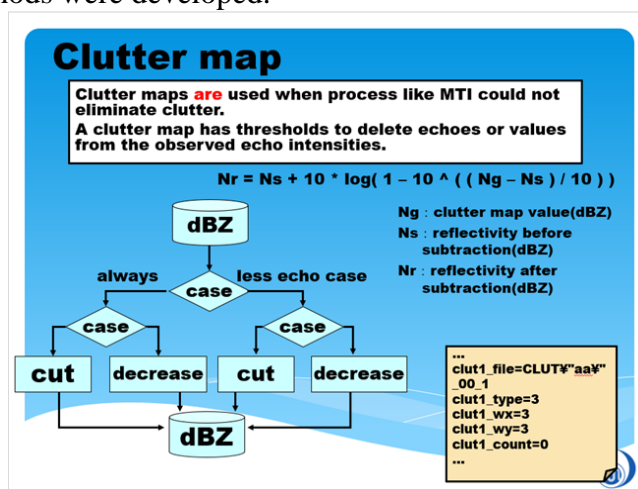 nods were developed.
Clutter map
Clutter maps are used when process like MTI could not
eliminate clutter.
A clutter map has thresholds to delete echoes or values
from the observed echo intensities.
Nr = Ns + 10 * log( 1 – 10 ^ ( ( Ng – Ns ) / 10 ) )
dBZ
Ng : clutter map value(dBZ)
Ns : reflectivity before
subtraction(dBZ)
Nr : reflectivity after
subtraction(dBZ)
always
less echo case
case
case
case
cut
decrease
cut
decrease
dBZ
...
clut1_file=CLUT¥"aa¥"
_00_1
clut1_type=3
clut1_wx=3
clut1_wy=3
clut1_count=0
...